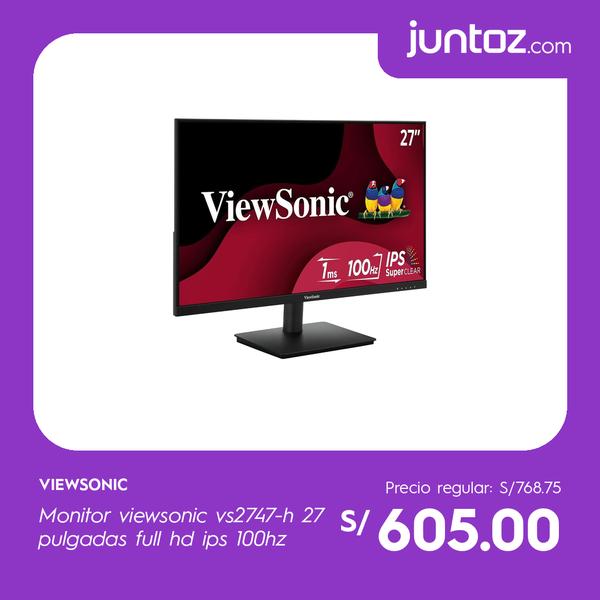 juntoz.com
27"
ViewSonic®
1ms 100Hz IPS
SuperCLEAR
ViewSonic
VIEWSONIC
Monitor viewsonic vs2747-h 27
pulgadas full hd ips 100hz
Precio regular: S/768.75
S/ 605.00